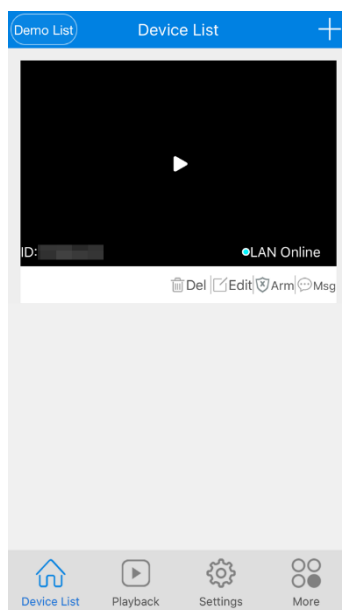 Demo List Device List
ID: LAN Online
Del Edit Arm Msg
Device List Playback Settings More